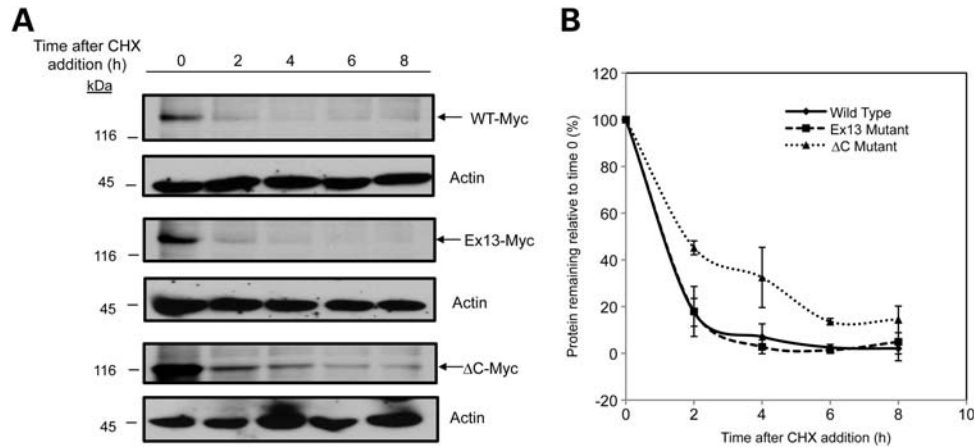 A
Time after CHX
addition (h)
0 2 4 6 8
kDa
116
WT-Myc
45
Actin
116
Ex13-Myc
45
Actin
116
ΔC-Myc
45
Actin
B
Protein remaining relative to time 0 (%)
120
100
80
60
40
20
0
-20
Wild Type
Ex13 Mutant
ΔC Mutant
0 2 4 6 8 10
Time after CHX addition (h)